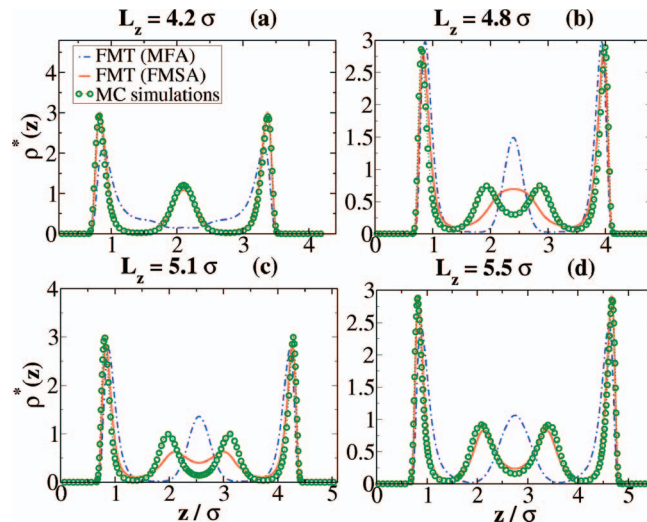 L_z = 4.2 σ (a)
L_z = 4.8 σ (b)
FMT (MFA)
FMT (FMSA)
MC simulations
ρ*(z)
4
3
2
1
0
1 2 3 4
3
2.5
2
1.5
1
0.5
0
0 1 2 3 4
L_z = 5.1 σ (c)
L_z = 5.5 σ (d)
ρ*(z)
4
3
2
1
0
0 1 2 3 4 5
z / σ
3
2.5
2
1.5
1
0.5
0
0 1 2 3 4 5
z / σ